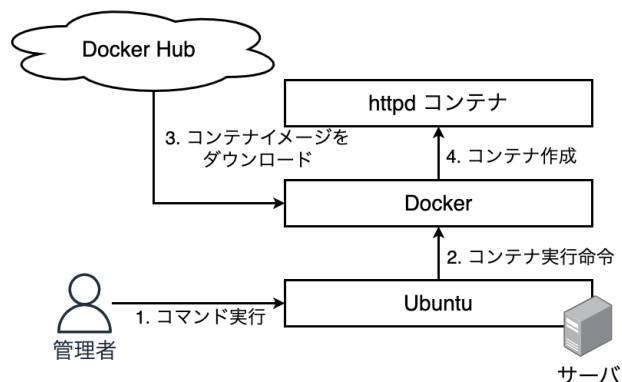 Docker Hub
httpd コンテナ
3. コンテナイメージを
ダウンロード
4. コンテナ作成
Docker
2. コンテナ実行命令
Ubuntu
1. コマンド実行
管理者
サーバ